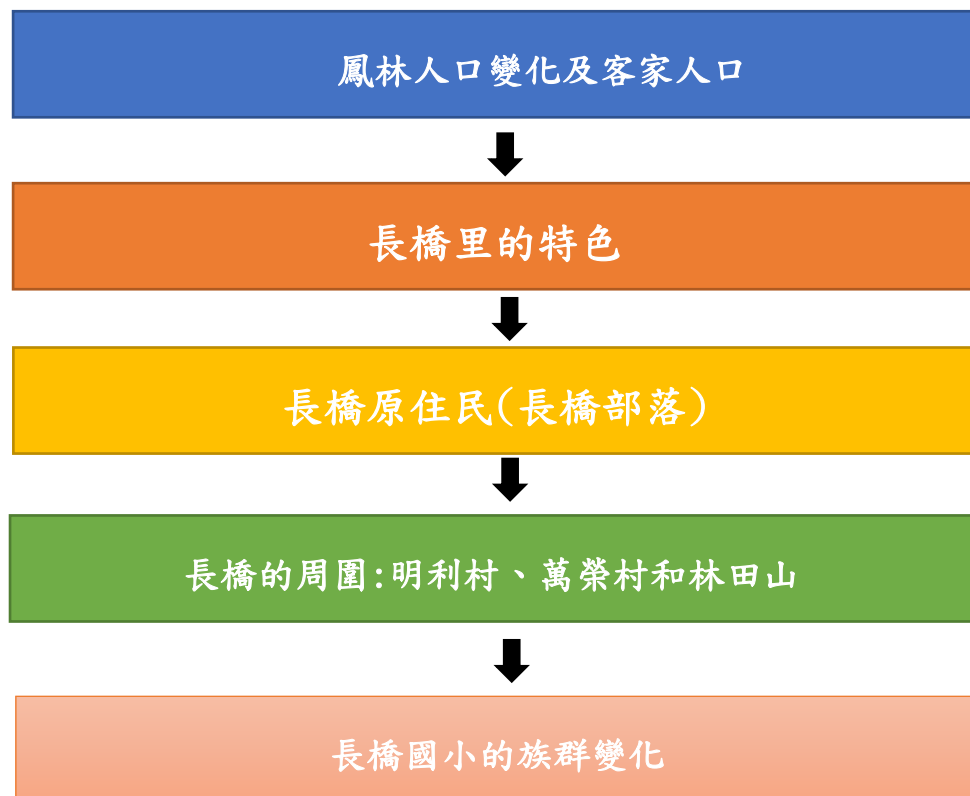 鳳林人口變化及客家人口
長橋里的特色
長橋原住民(長橋部落)
長橋的周圍:明利村、萬榮村和林田山
長橋國小的族群變化